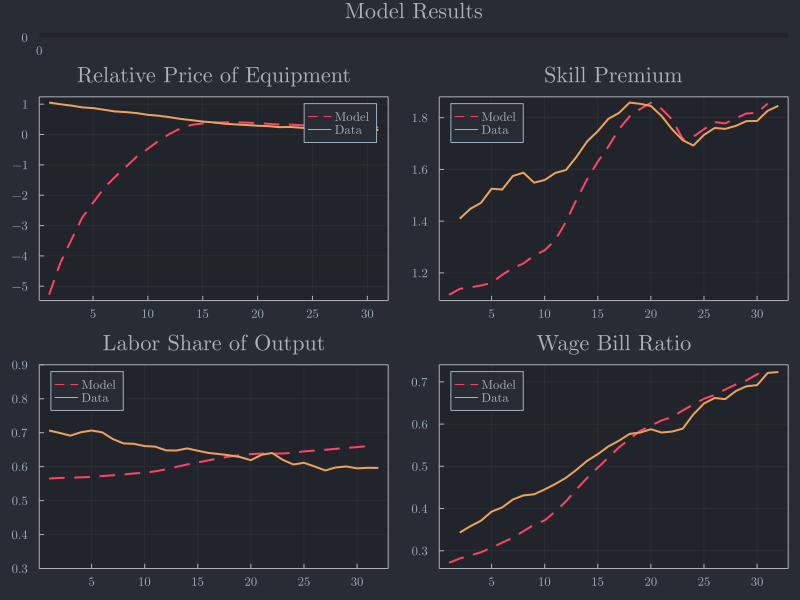 Model Results
0
0
Relative Price of Equipment
1
0
−1
−2
−3
−4
−5
Model
Data
5 10 15 20 25 30
Skill Premium
1.8
1.6
1.4
1.2
Model
Data
5 10 15 20 25 30
Labor Share of Output
0.9
0.8
0.7
0.6
0.5
0.4
0.3
Model
Data
5 10 15 20 25 30
Wage Bill Ratio
0.7
0.6
0.5
0.4
0.3
Model
Data
5 10 15 20 25 30